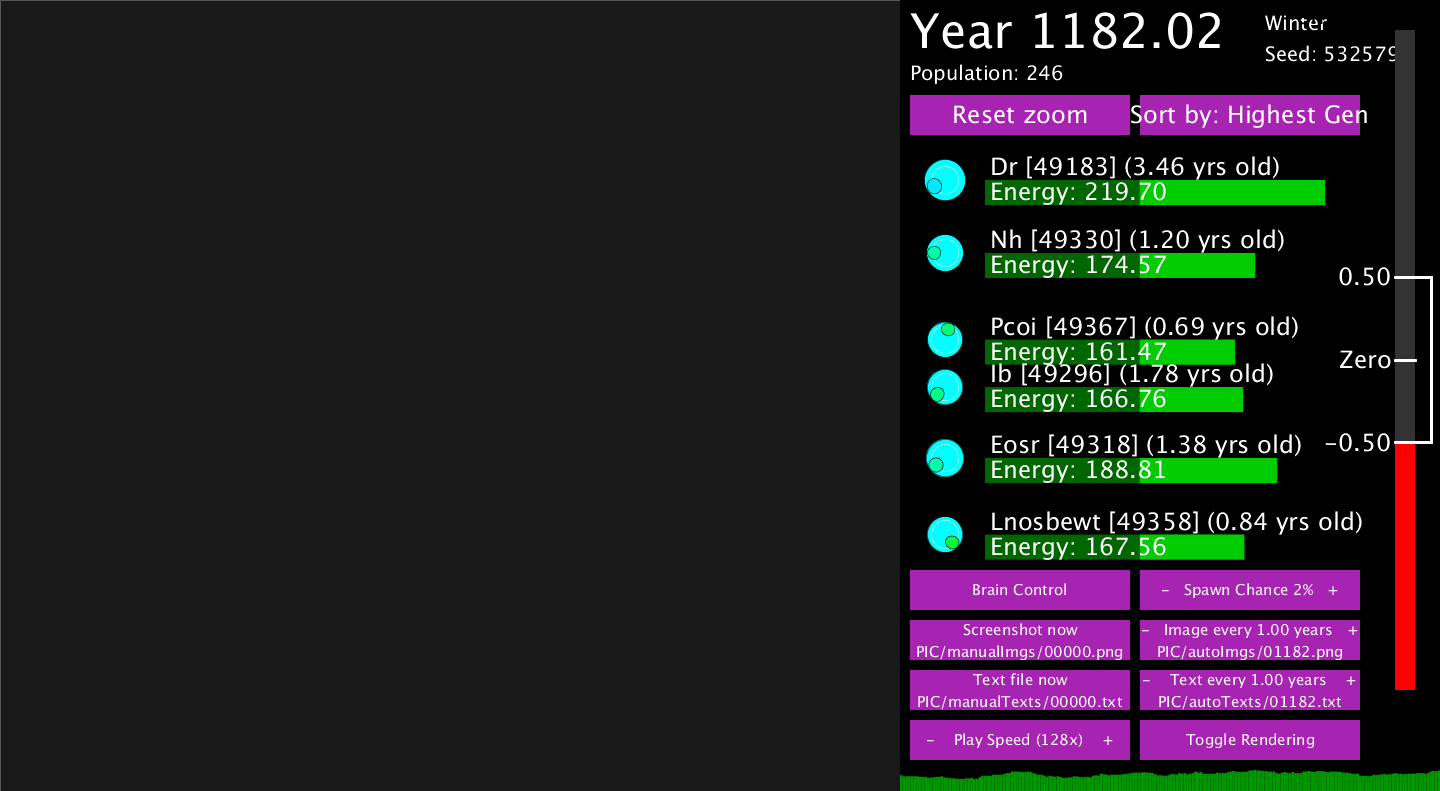 Year 1182.02
Winter
Seed: 532579
Population: 246
Reset zoom
Sort by: Highest Gen
Dr [49183] (3.46 yrs old)
Energy: 219.70
Nh [49330] (1.20 yrs old)
Energy: 174.57
0.50
Pcoi [49367] (0.69 yrs old)
Energy: 161.47
Zero
Ib [49296] (1.78 yrs old)
Energy: 166.76
Eosr [49318] (1.38 yrs old)
−0.50
Energy: 188.81
Lnosbewt [49358] (0.84 yrs old)
Energy: 167.56
Brain Control
- Spawn Chance 2% +
Screenshot now
PIC/manualImgs/00000.png
- Image every 1.00 years +
PIC/autoImgs/01182.png
Text file now
PIC/manualTexts/00000.txt
- Text every 1.00 years +
PIC/autoTexts/01182.txt
- Play Speed (128x) +
Toggle Rendering